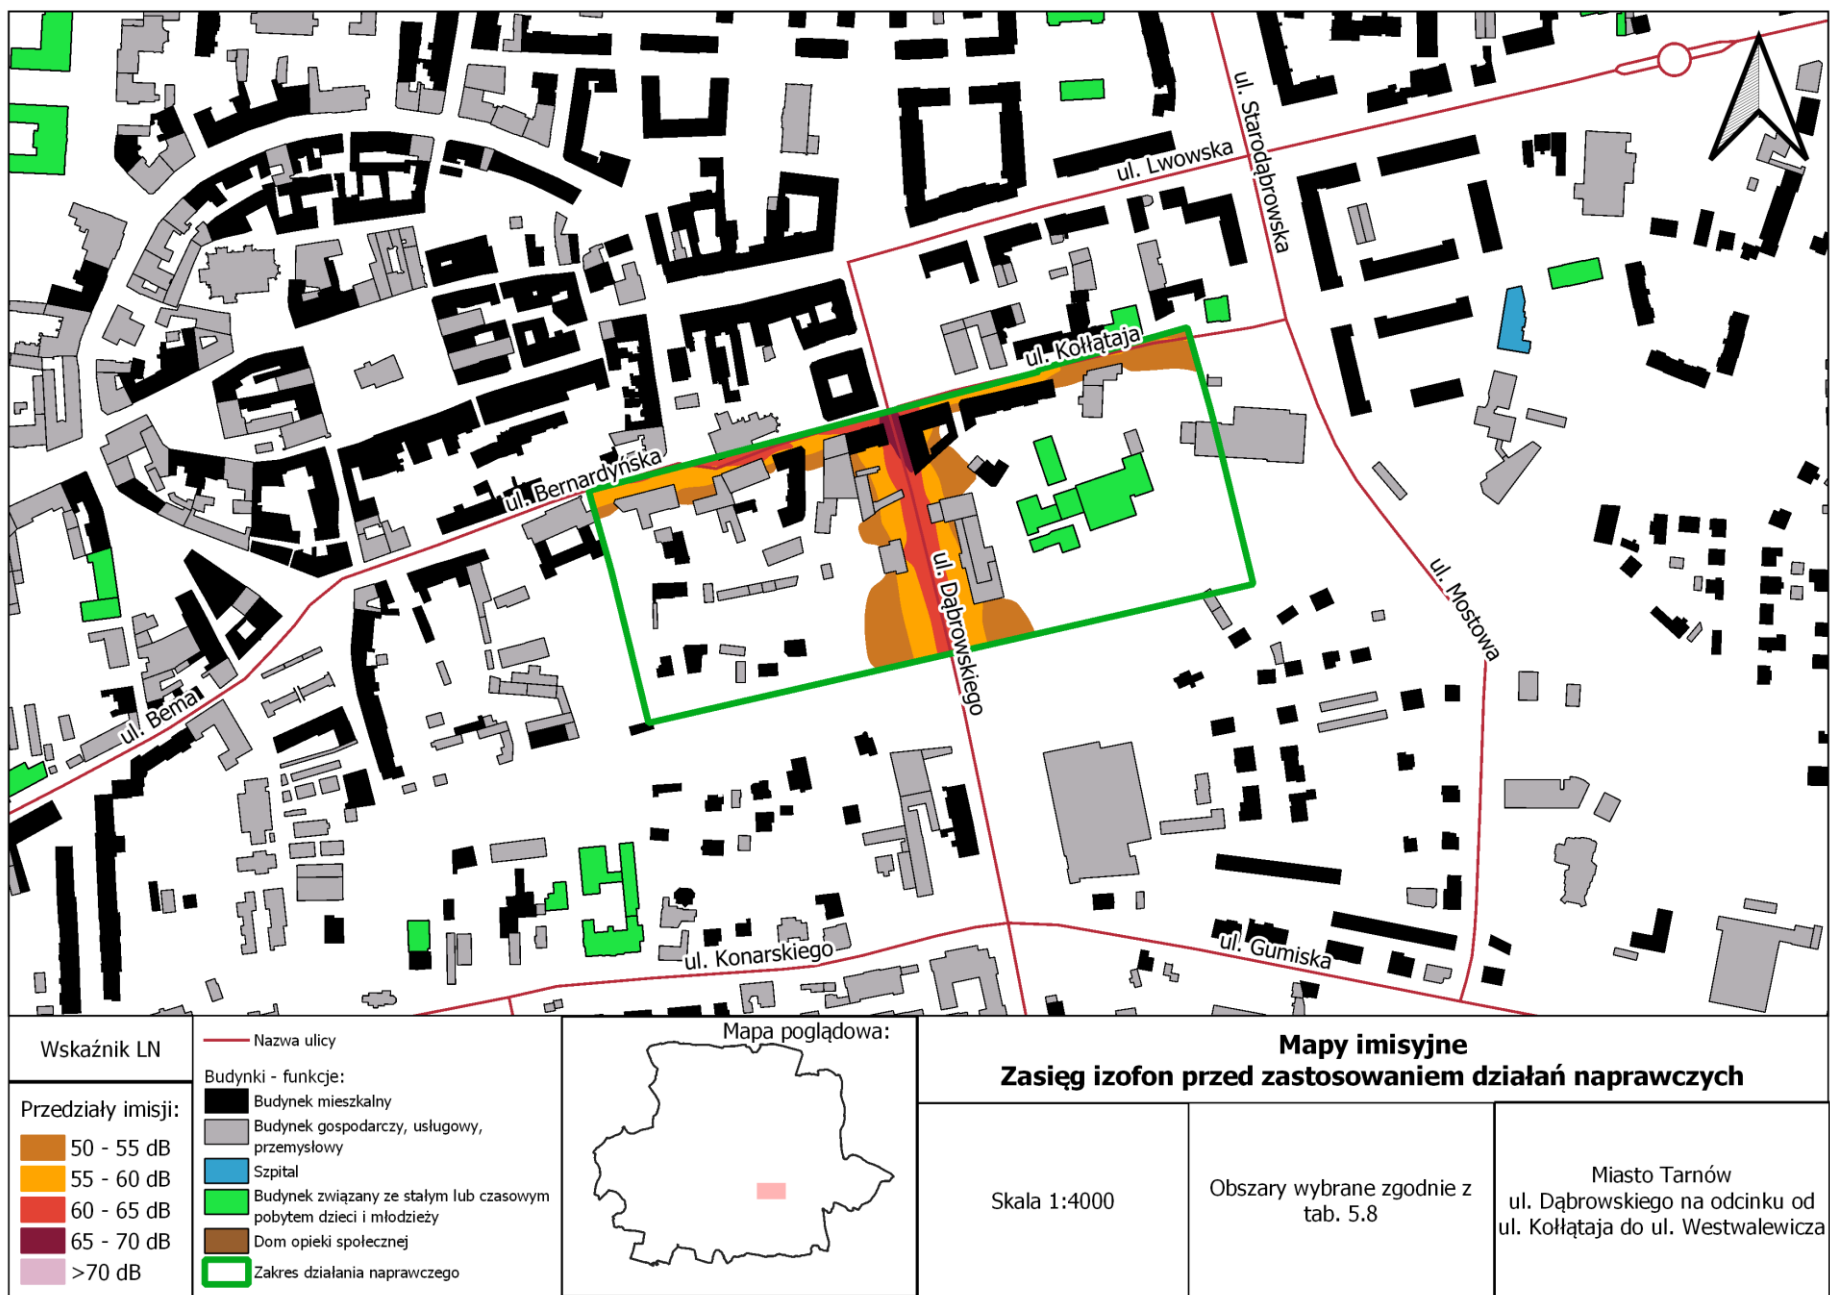 ul. Starodąbrowska
ul. Lwowska
ul. Kołłątaja
ul. Bernardyńska
ul. Dąbrowskiego
ul. Mostowa
ul. Bema
ul. Konarskiego
ul. Gumiska
Wskaźnik LN
Przedziały imisji:
50 - 55 dB
55 - 60 dB
60 - 65 dB
65 - 70 dB
>70 dB
Nazwa ulicy
Budynki - funkcje:
Budynek mieszkalny
Budynek gospodarczy, usługowy,
przemysłowy
Szpital
Budynek związany ze stałym lub czasowym
pobytem dzieci i młodzieży
Dom opieki społecznej
Zakres działania naprawczego
Mapa poglądowa:
Mapy imisyjne
Zasięg izofon przed zastosowaniem działań naprawczych
Skala 1:4000
Obszary wybrane zgodnie z
tab. 5.8
Miasto Tarnów
ul. Dąbrowskiego na odcinku od
ul. Kołłątaja do ul. Westwalewicza